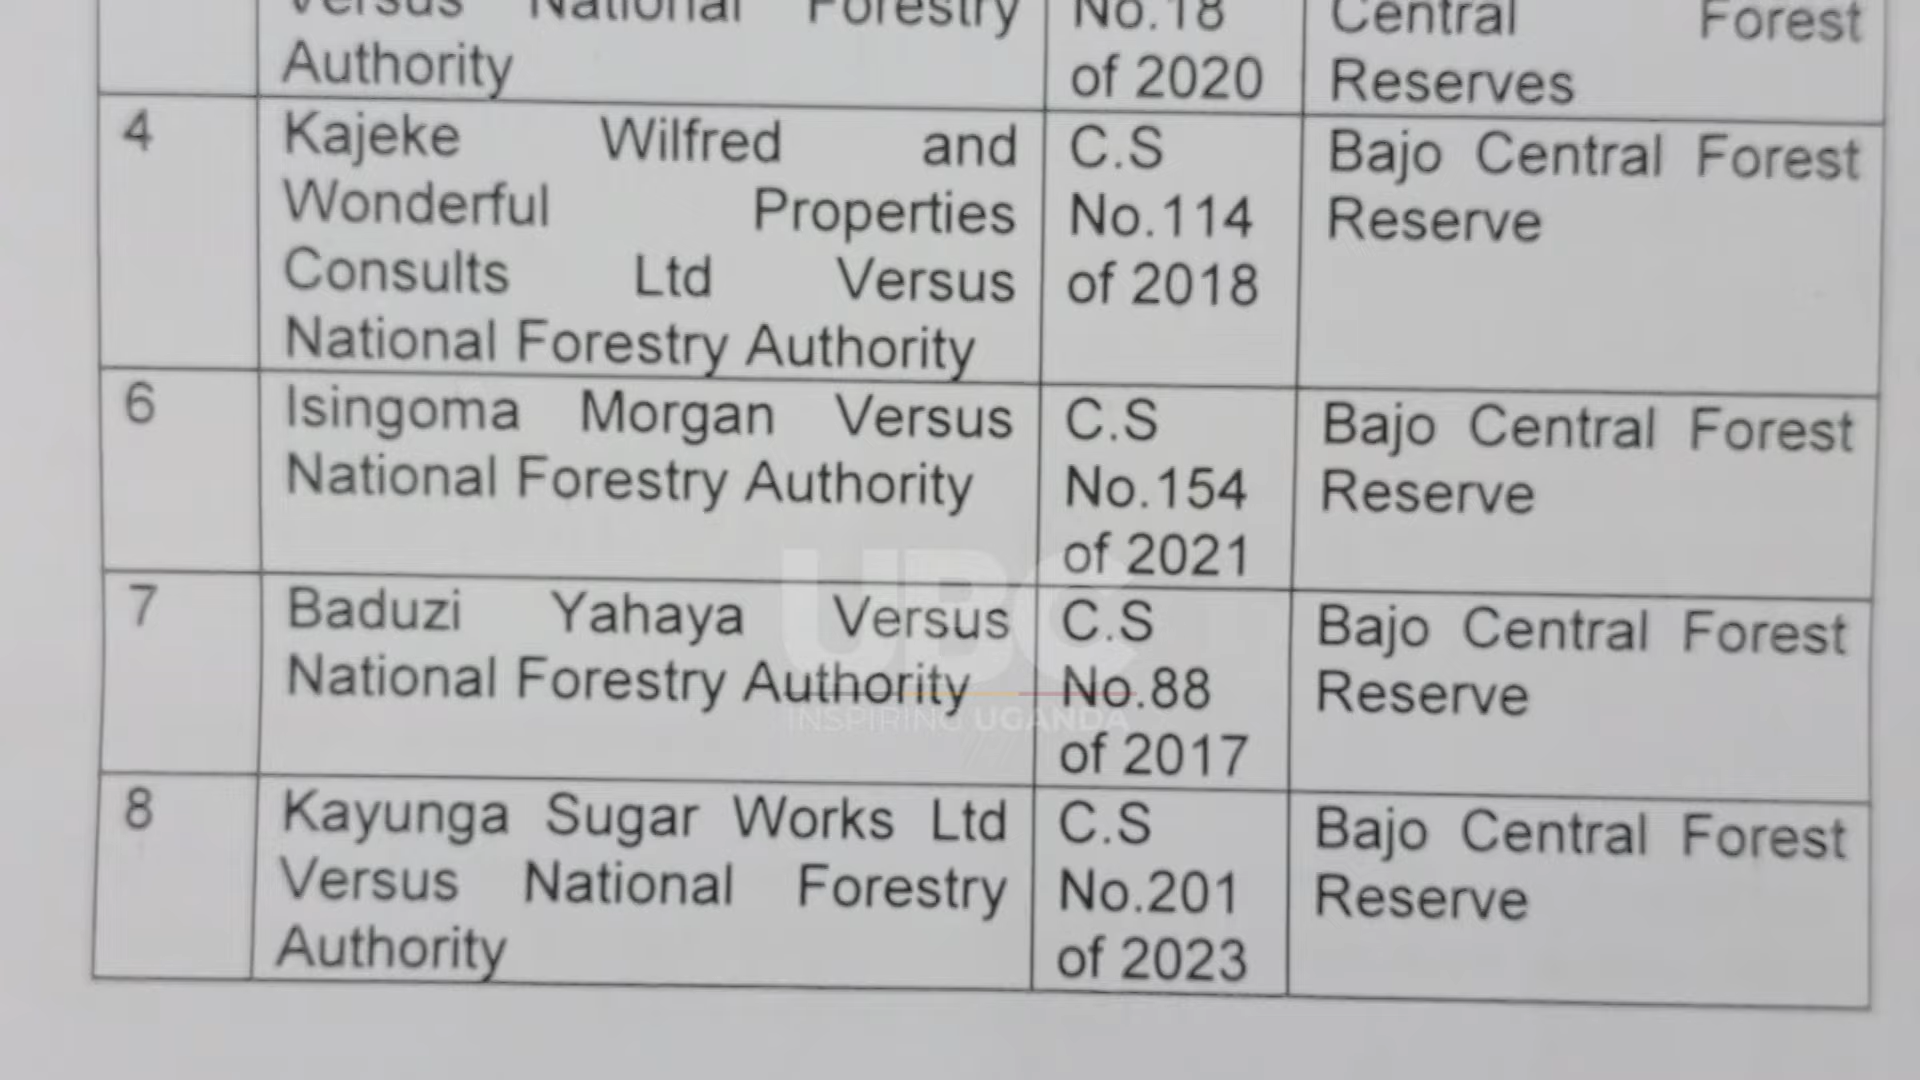 Versus National Forestry
Authority
No.18
of 2020
Central Forest
Reserves
4
Kajeke Wilfred and
Wonderful Properties
Consults Ltd Versus
National Forestry Authority
C.S
No.114
of 2018
Bajo Central Forest
Reserve
6
Isingoma Morgan Versus
National Forestry Authority
C.S
No.154
of 2021
Bajo Central Forest
Reserve
7
Baduzi Yahaya Versus
National Forestry Authority
C.S
No.88
of 2017
Bajo Central Forest
Reserve
8
Kayunga Sugar Works Ltd
Versus National Forestry
Authority
C.S
No.201
of 2023
Bajo Central Forest
Reserve
UBC
INSPIRING UGANDA